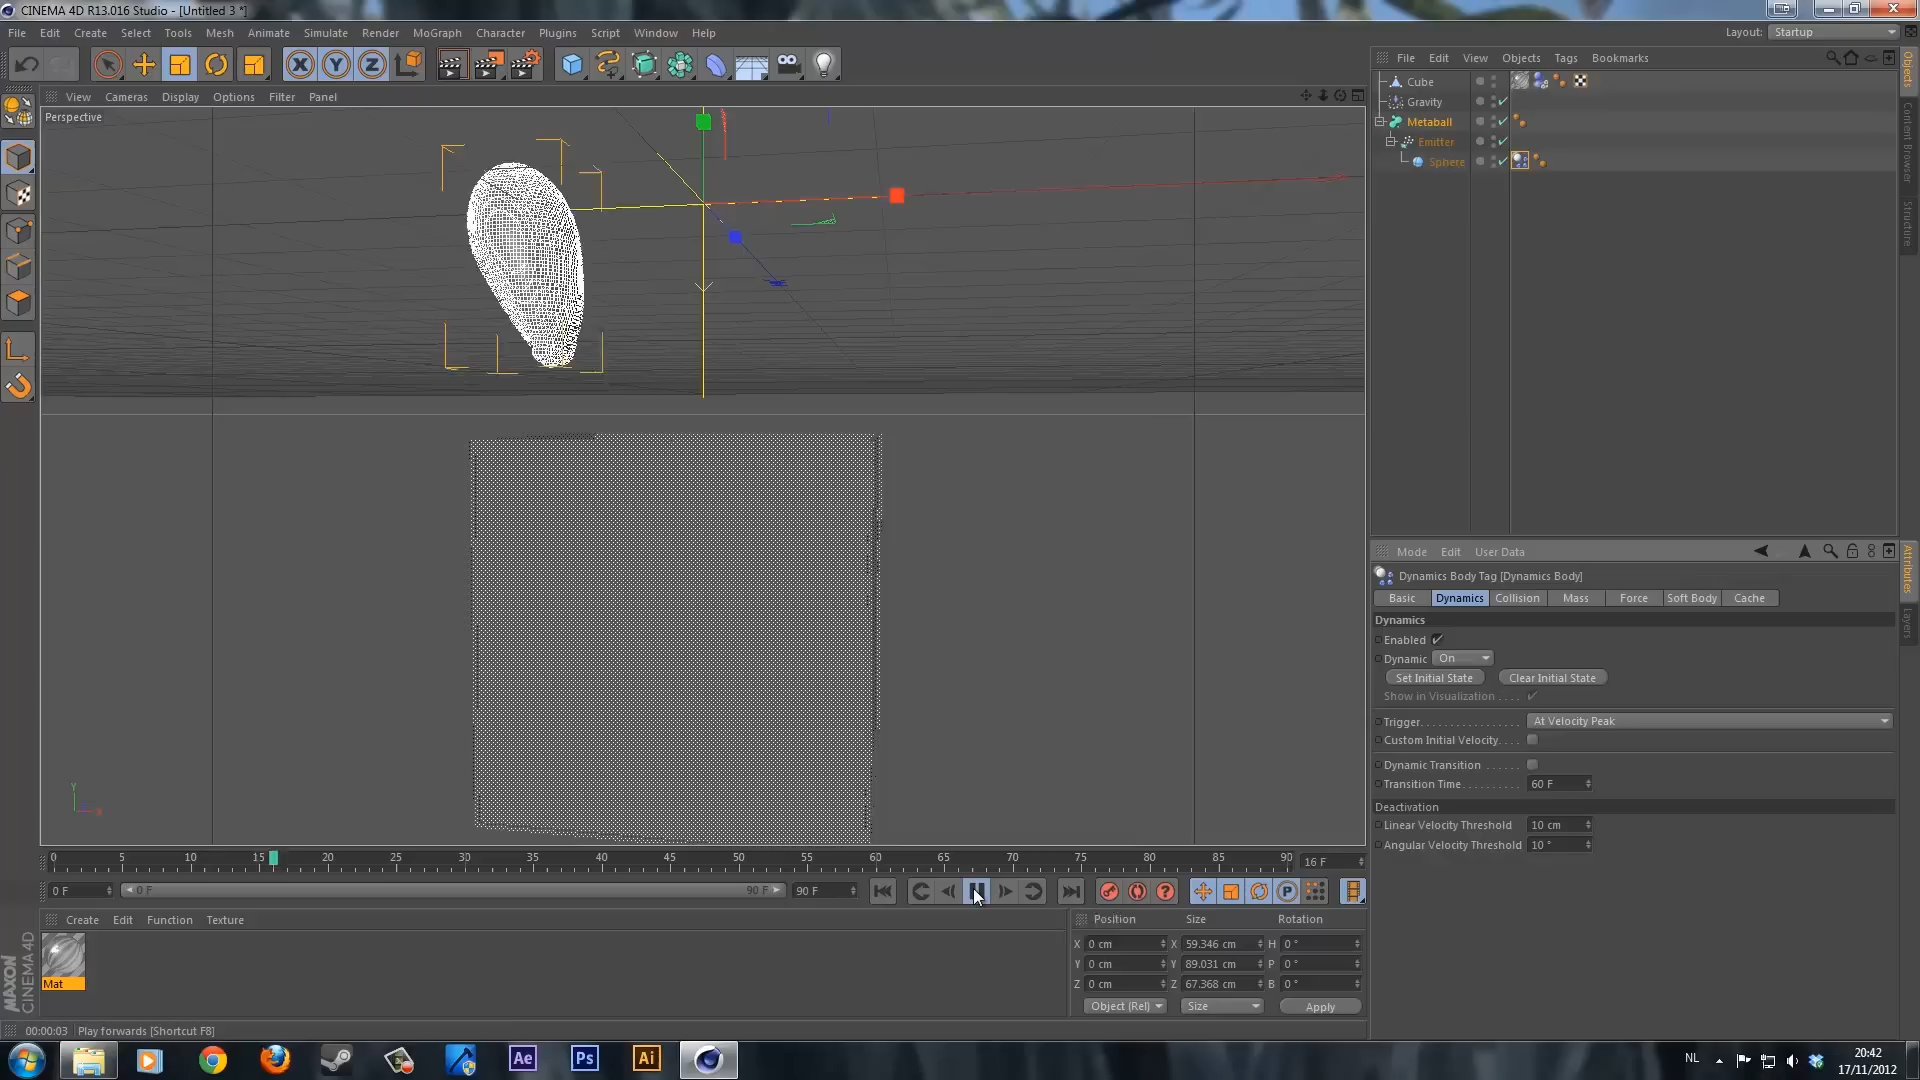 CINEMA 4D R13.016 Studio - [Untitled 3 *]
File Edit Create Select Tools Mesh Animate Simulate Render MoGraph Character Plugins Script Window Help
Layout: Startup
View Cameras Display Options Filter Panel
Perspective
File Edit View Objects Tags Bookmarks
Cube
Gravity
Metaball
Emitter
Sphere
Objects
Content Browser
Structure
Mode Edit User Data
Dynamics Body Tag [Dynamics Body]
Basic Dynamics Collision Mass Force Soft Body Cache
Dynamics
Enabled
Dynamic On
Set Initial State Clear Initial State
Show in Visualization . . . .
Trigger. . . . . . . . . . . . . . . . At Velocity Peak
Custom Initial Velocity. . . .
Dynamic Transition . . . . . .
Transition Time. . . . . . . . . . 60 F
Deactivation
Linear Velocity Threshold 10 cm
Angular Velocity Threshold 10 °
Attributes
Layers
Y
X
0 5 10 15 20 25 30 35 40 45 50 55 60 65 70 75 80 85 90 16 F
0 F 0 F 90 F 90 F
Create Edit Function Texture
Mat
Position Size Rotation
X 0 cm X 59.346 cm H 0 °
Y 0 cm Y 89.031 cm P 0 °
Z 0 cm Z 67.368 cm B 0 °
Object (Rel) Size Apply
MAXON
CINEMA 4D
00:00:03 Play forwards [Shortcut F8]
Ae Ps Ai
NL
20:42
17/11/2012